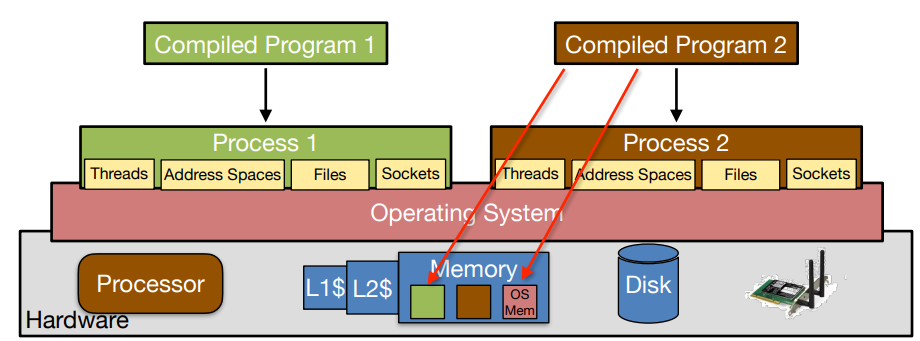 Compiled Program 1
Compiled Program 2
Process 1
Process 2
Threads
Address Spaces
Files
Sockets
Threads
Address Spaces
Files
Sockets
Operating System
Processor
L1$
L2$
Memory
OS
Mem
Disk
Hardware